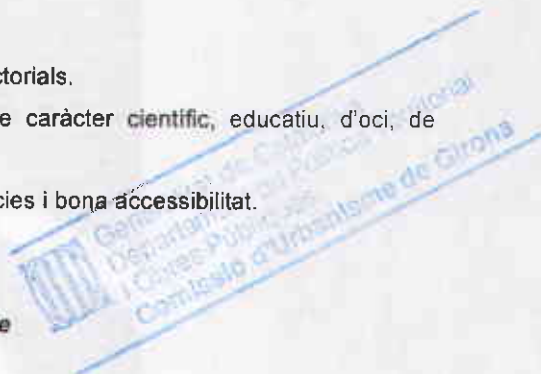 ctorials.
e caràcter científic, educatiu, d'oci, de
cies i bona accessibilitat.
Generalitat de Catalunya
Departament de Política Territorial
i Obres Públiques
Comissió d'Urbanisme de Girona
e